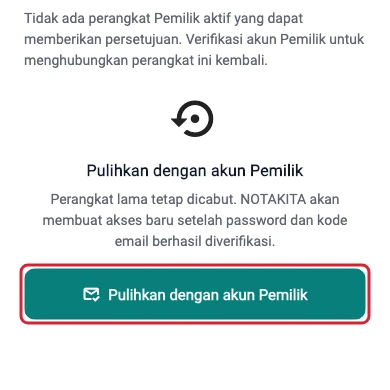 Tidak ada perangkat Pemilik aktif yang dapat
memberikan persetujuan. Verifikasi akun Pemilik untuk
menghubungkan perangkat ini kembali.
Pulihkan dengan akun Pemilik
Perangkat lama tetap dicabut. NOTAKITA akan
membuat akses baru setelah password dan kode
email berhasil diverifikasi.
Pulihkan dengan akun Pemilik